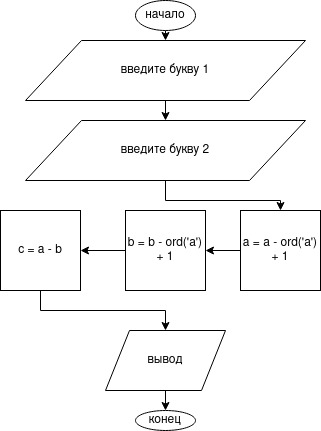 начало
введите букву 1
введите букву 2
a = a - ord('a')
+ 1
b = b - ord('a')
+ 1
c = a - b
вывод
конец